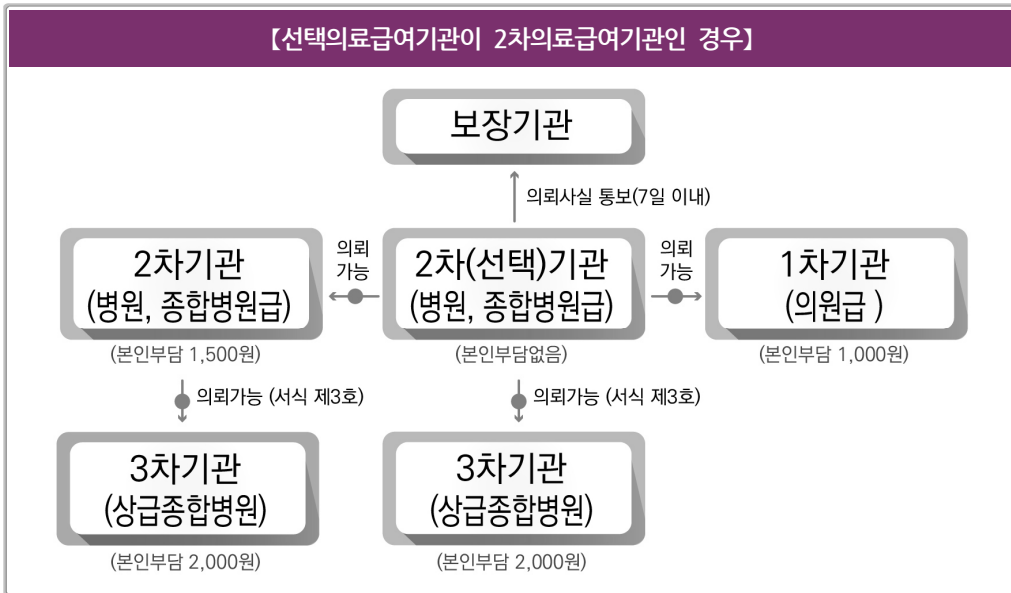 【선택의료급여기관이 2차의료급여기관인 경우】
보장기관
의뢰사실 통보(7일 이내)
2차기관
(병원, 종합병원급)
(본인부담 1,500원)
의뢰
가능
2차(선택)기관
(병원, 종합병원급)
(본인부담없음)
의뢰
가능
1차기관
(의원급 )
(본인부담 1,000원)
의뢰가능 (서식 제3호)
의뢰가능 (서식 제3호)
3차기관
(상급종합병원)
(본인부담 2,000원)
3차기관
(상급종합병원)
(본인부담 2,000원)